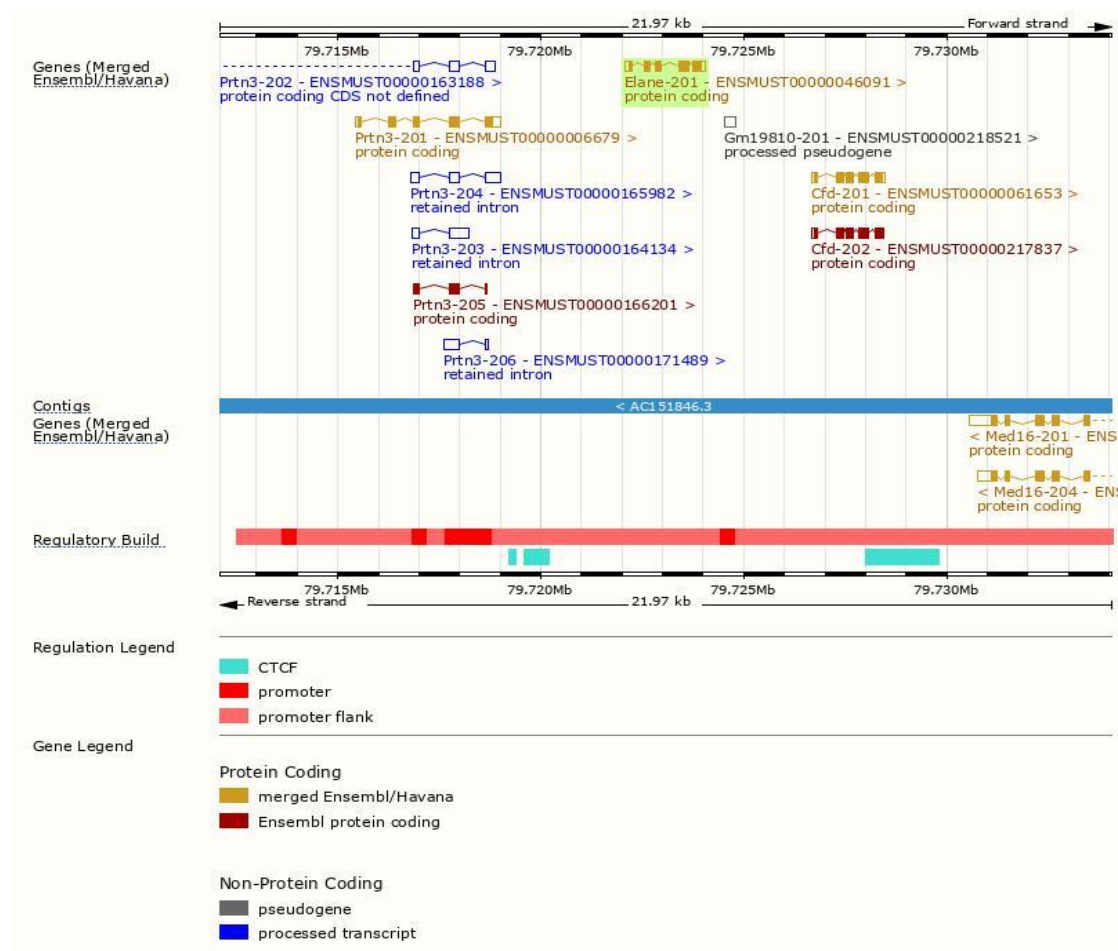 21.97 kb Forward strand
79.715Mb 79.720Mb 79.725Mb 79.730Mb
Genes (Merged
Ensembl/Havana)
Prtn3-202 - ENSMUST00000163188 >
protein coding CDS not defined
Elane-201 - ENSMUST00000046091 >
protein coding
Prtn3-201 - ENSMUST00000006679 >
protein coding
Gm19810-201 - ENSMUST00000218521 >
processed pseudogene
Prtn3-204 - ENSMUST00000165982 >
retained intron
Cfd-201 - ENSMUST00000061653 >
protein coding
Prtn3-203 - ENSMUST00000164134 >
retained intron
Cfd-202 - ENSMUST00000217837 >
protein coding
Prtn3-205 - ENSMUST00000166201 >
protein coding
Prtn3-206 - ENSMUST00000171489 >
retained intron
Contigs
< AC151846.3
Genes (Merged
Ensembl/Havana)
< Med16-201 - ENS
protein coding
< Med16-204 - ENS
protein coding
Regulatory Build
79.715Mb 79.720Mb 79.725Mb 79.730Mb
Reverse strand 21.97 kb
Regulation Legend
CTCF
promoter
promoter flank
Gene Legend
Protein Coding
merged Ensembl/Havana
Ensembl protein coding
Non-Protein Coding
pseudogene
processed transcript